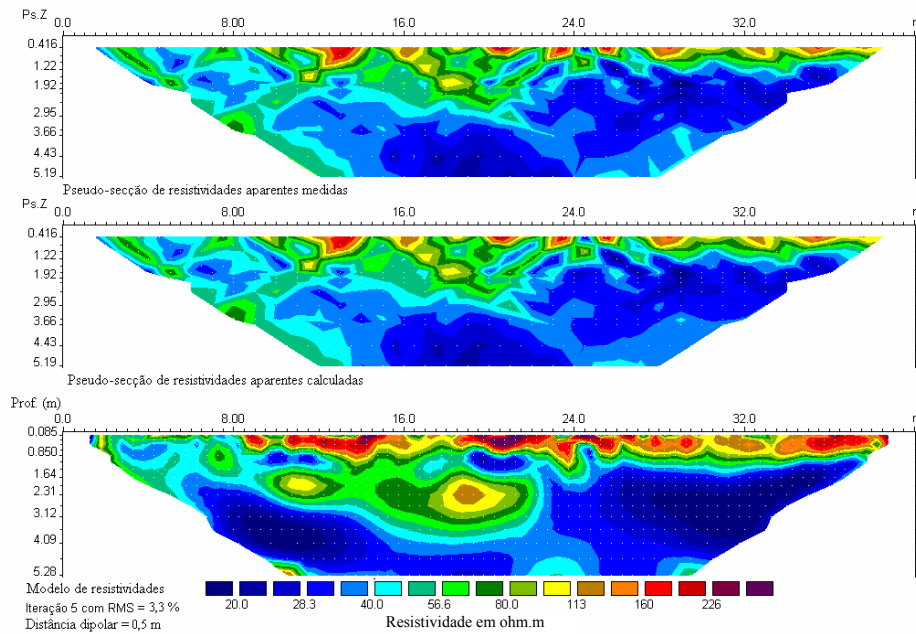 Ps.Z
0.0 8.00 16.0 24.0 32.0
0.416
1.22
1.92
2.95
3.66
4.43
5.19
Pseudo-secção de resistividades aparentes medidas
Ps.Z
0.0 8.00 16.0 24.0 32.0
0.416
1.22
1.92
2.95
3.66
4.43
5.19
Pseudo-secção de resistividades aparentes calculadas
Prof. (m)
0.0 8.00 16.0 24.0 32.0
0.085
0.850
1.64
2.31
3.12
4.09
5.28
Modelo de resistividades
20.0 28.3 40.0 56.6 80.0 113 160 226
Iteração 5 com RMS = 3,3 %
Resistividade em ohm.m
Distância dipolar = 0,5 m